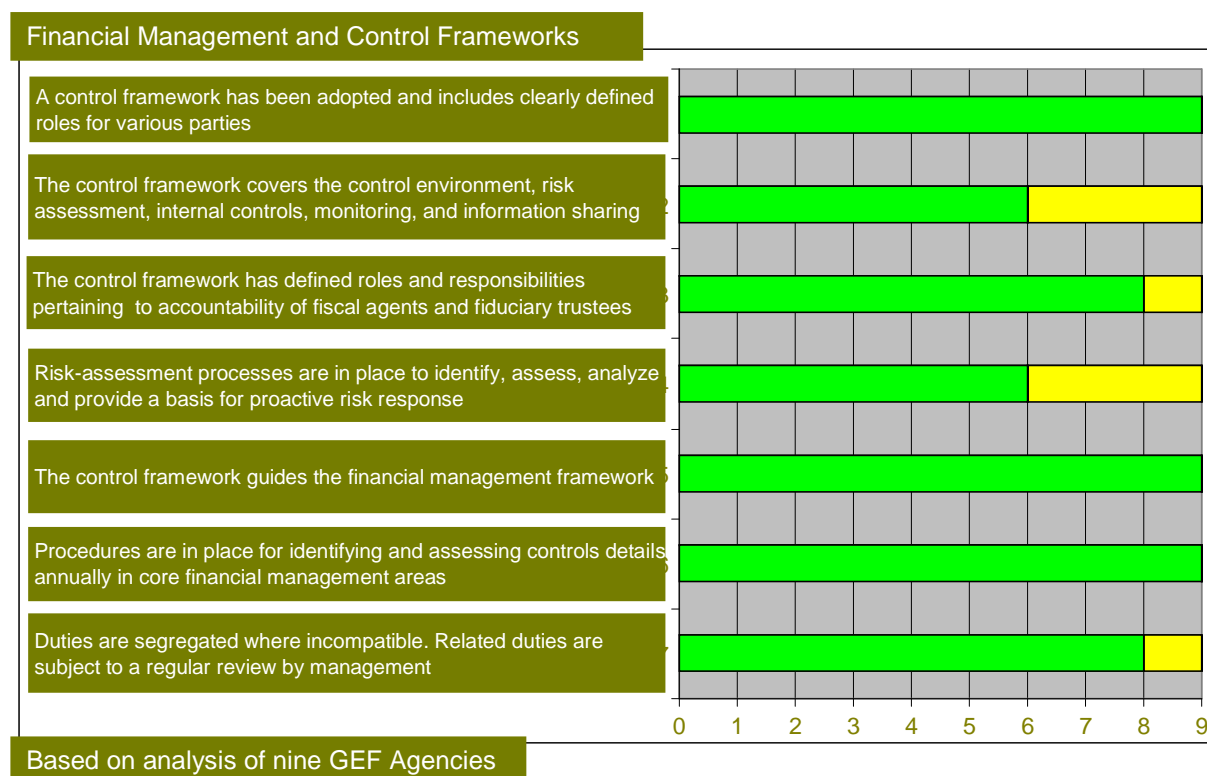 Financial Management and Control Frameworks
A control framework has been adopted and includes clearly defined
roles for various parties
The control framework covers the control environment, risk
assessment, internal controls, monitoring, and information sharing
The control framework has defined roles and responsibilities
pertaining to accountability of fiscal agents and fiduciary trustees
Risk-assessment processes are in place to identify, assess, analyze
and provide a basis for proactive risk response
The control framework guides the financial management framework
Procedures are in place for identifying and assessing controls details
annually in core financial management areas
Duties are segregated where incompatible. Related duties are
subject to a regular review by management
0 1 2 3 4 5 6 7 8 9
Based on analysis of nine GEF Agencies